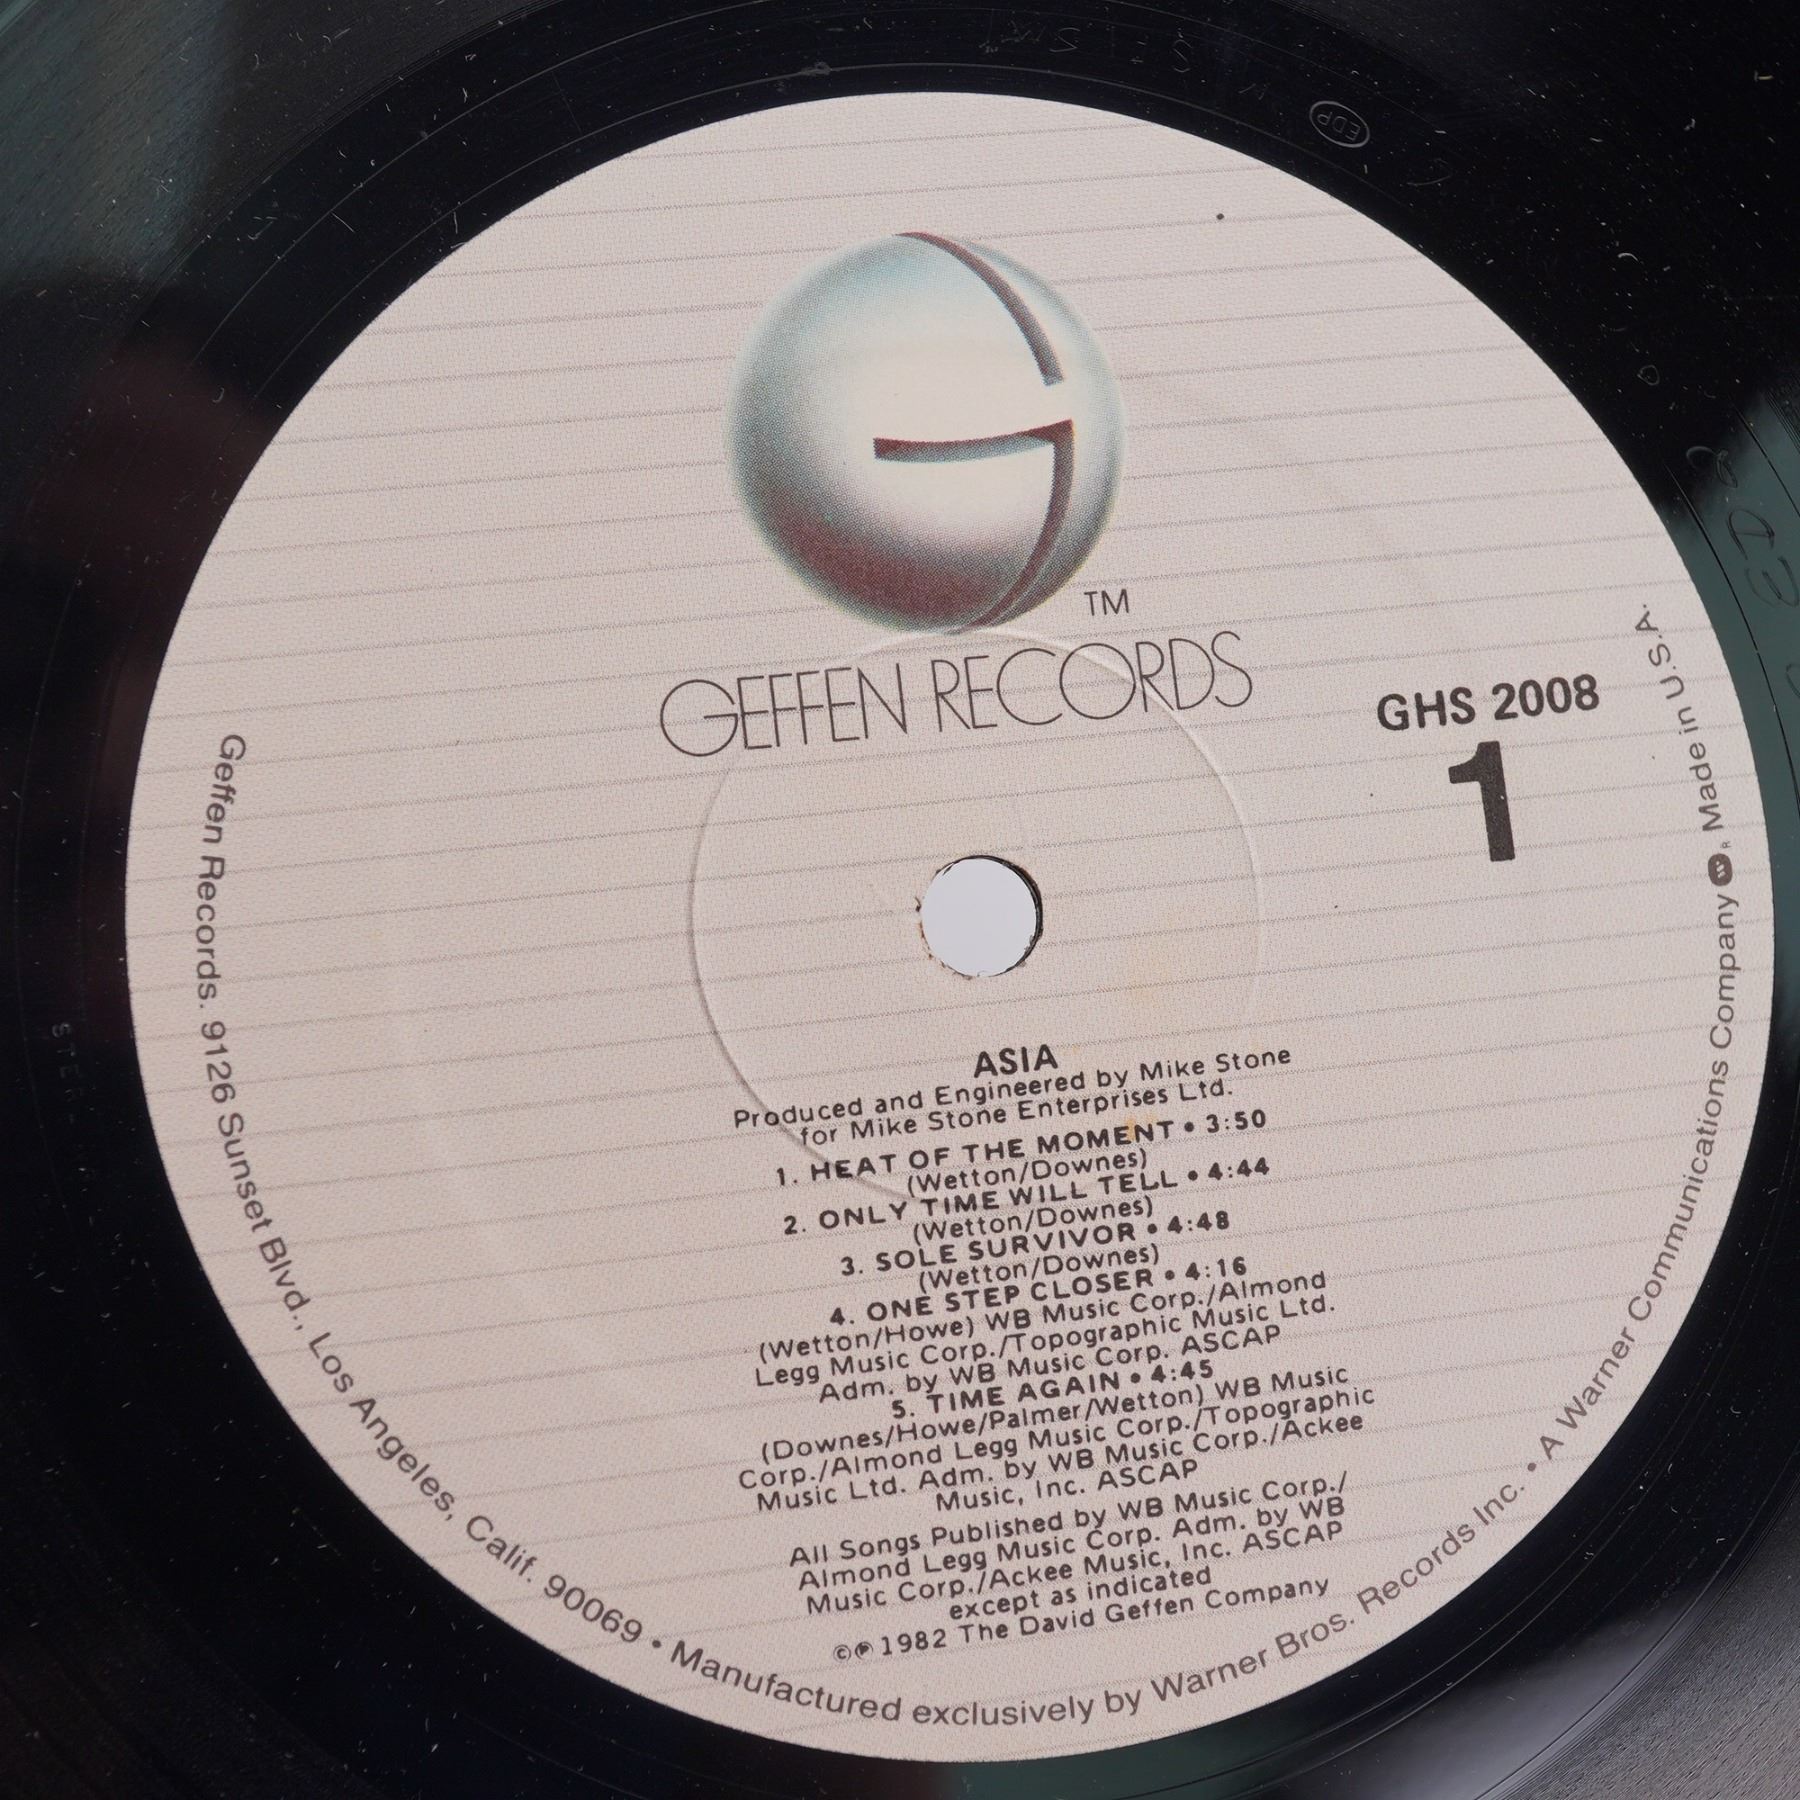 TM
GEFFEN RECORDS
GHS 2008
1
ASIA
Produced and Engineered by Mike Stone
for Mike Stone Enterprises Ltd.
1. HEAT OF THE MOMENT • 3:50
(Wetton/Downes)
2. ONLY TIME WILL TELL • 4:44
(Wetton/Downes)
3. SOLE SURVIVOR • 4:48
(Wetton/Downes)
4. ONE STEP CLOSER • 4:16
(Wetton/Howe) WB Music Corp./Almond
Legg Music Corp./Topographic Music Ltd.
Adm. by WB Music Corp. ASCAP
5. TIME AGAIN • 4:45
(Downes/Howe/Palmer/Wetton) WB Music
Corp./Almond Legg Music Corp./Topographic
Music Ltd. Adm. by WB Music Corp./Ackee
Music, Inc. ASCAP
All Songs Published by WB Music Corp./
Almond Legg Music Corp. Adm. by WB
Music Corp./Ackee Music, Inc. ASCAP
except as indicated
©℗ 1982 The David Geffen Company
Geffen Records. 9126 Sunset Blvd., Los Angeles, Calif. 90069 • Manufactured exclusively by Warner Bros. Records Inc. • A Warner Communications Company ® Made in U.S.A.
EDP